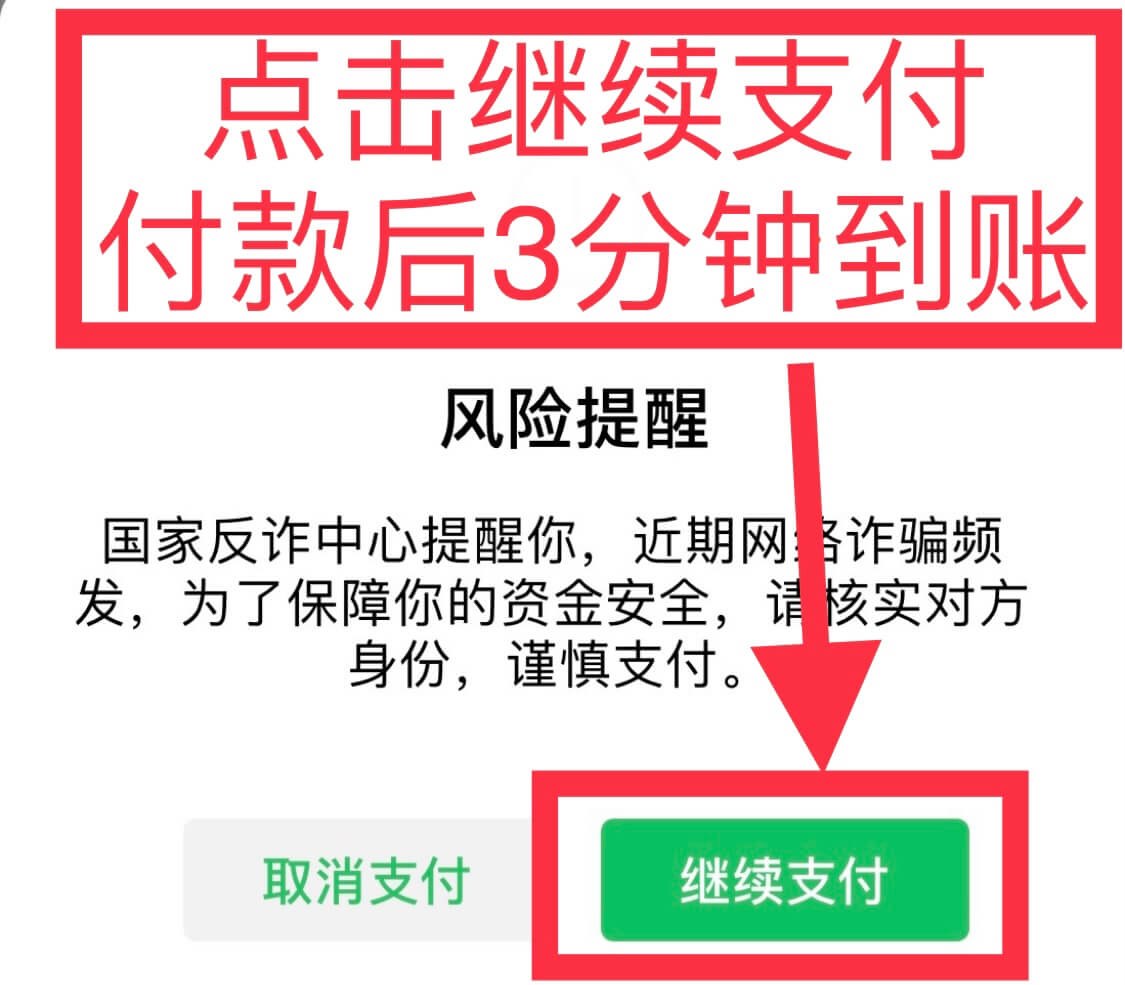 点击继续支付
付款后3分钟到账
风险提醒
国家反诈中心提醒你，近期网络诈骗频
发，为了保障你的资金安全，请核实对方
身份，谨慎支付。
取消支付
继续支付